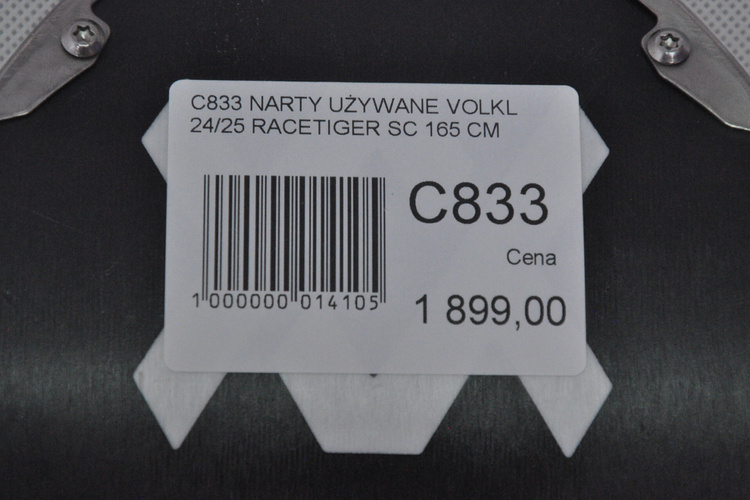 C833 NARTY UŻYWANE VOLKL
24/25 RACETIGER SC 165 CM
C833
Cena
1 000000 014105
1 899,00